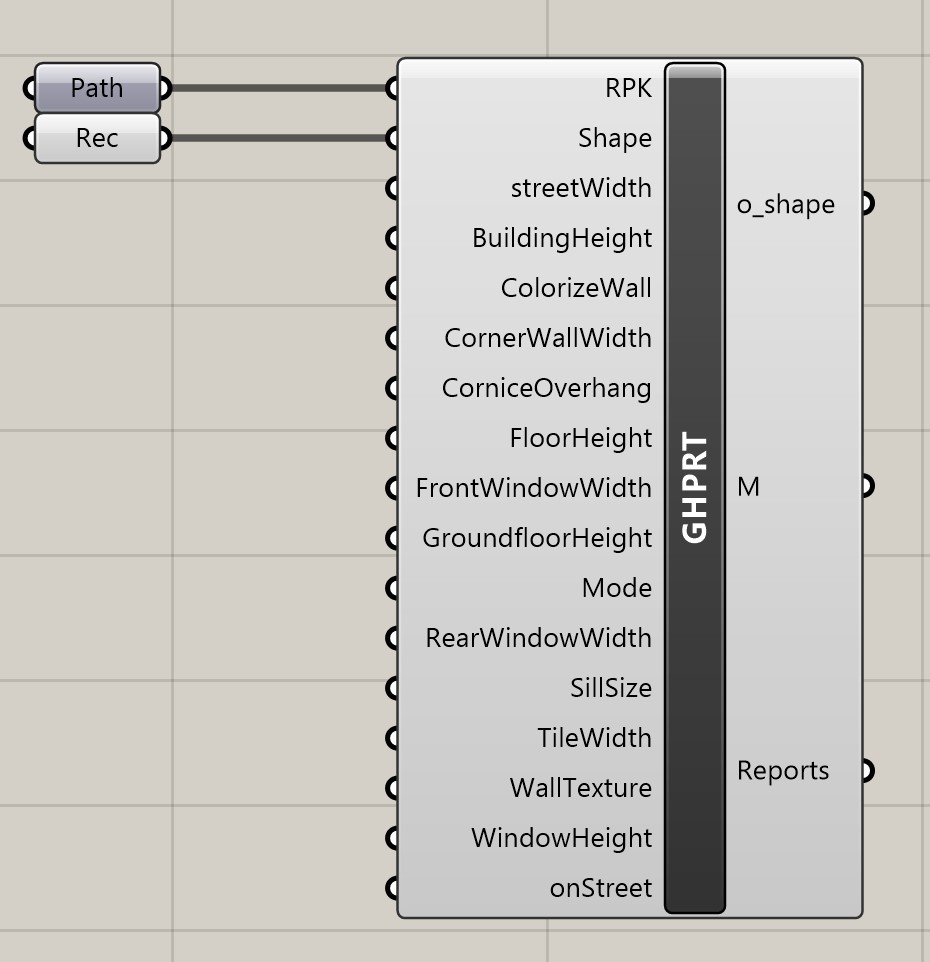 Path
Rec
RPK
Shape
streetWidth
BuildingHeight
ColorizeWall
CornerWallWidth
CorniceOverhang
FloorHeight
FrontWindowWidth
GroundfloorHeight
Mode
RearWindowWidth
SillSize
TileWidth
WallTexture
WindowHeight
onStreet
GHPRT
o_shape
M
Reports